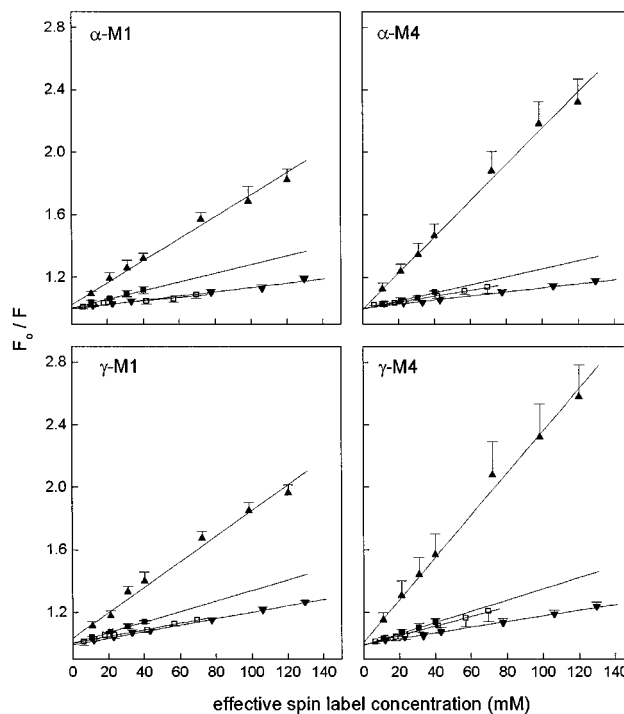 α-M1
α-M4
2.8
2.4
2.0
1.6
1.2
γ-M1
γ-M4
2.8
2.4
2.0
1.6
1.2
F₀ / F
0 20 40 60 80 100 120 140
0 20 40 60 80 100 120 140
effective spin label concentration (mM)